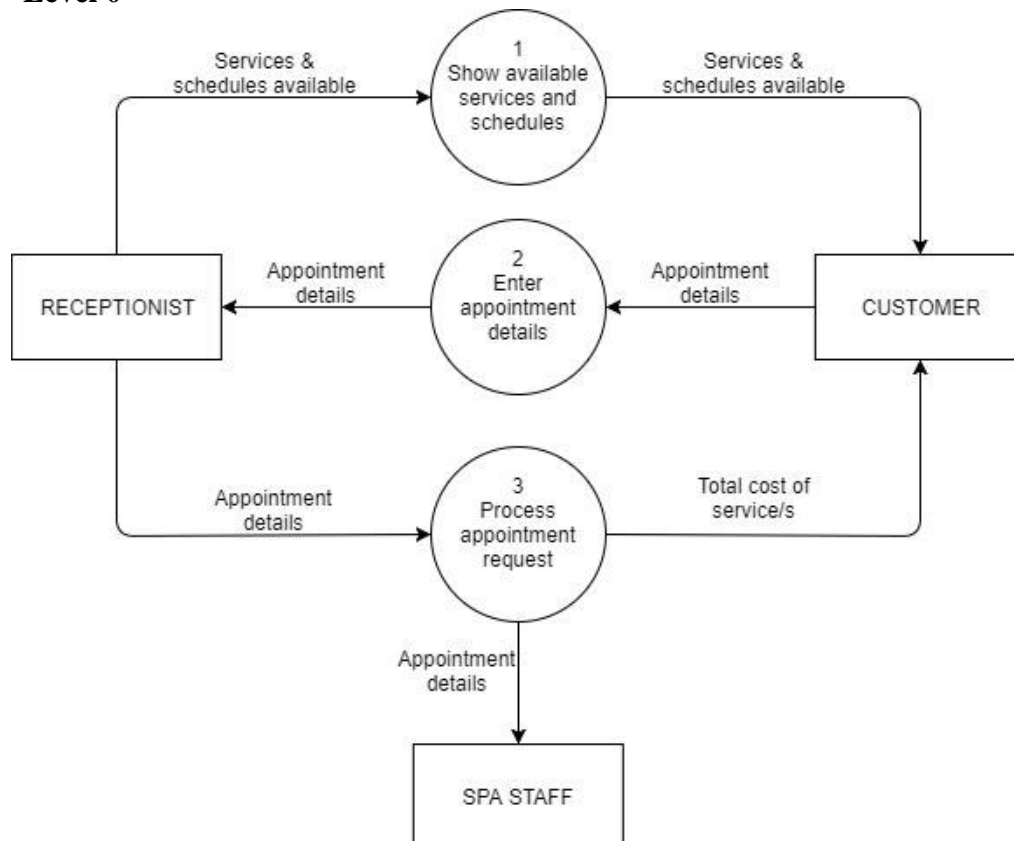 Services &
schedules available
1
Show available
services and
schedules
Services &
schedules available
RECEPTIONIST
Appointment
details
2
Enter
appointment
details
Appointment
details
CUSTOMER
Appointment
details
3
Process
appointment
request
Total cost of
service/s
Appointment
details
SPA STAFF